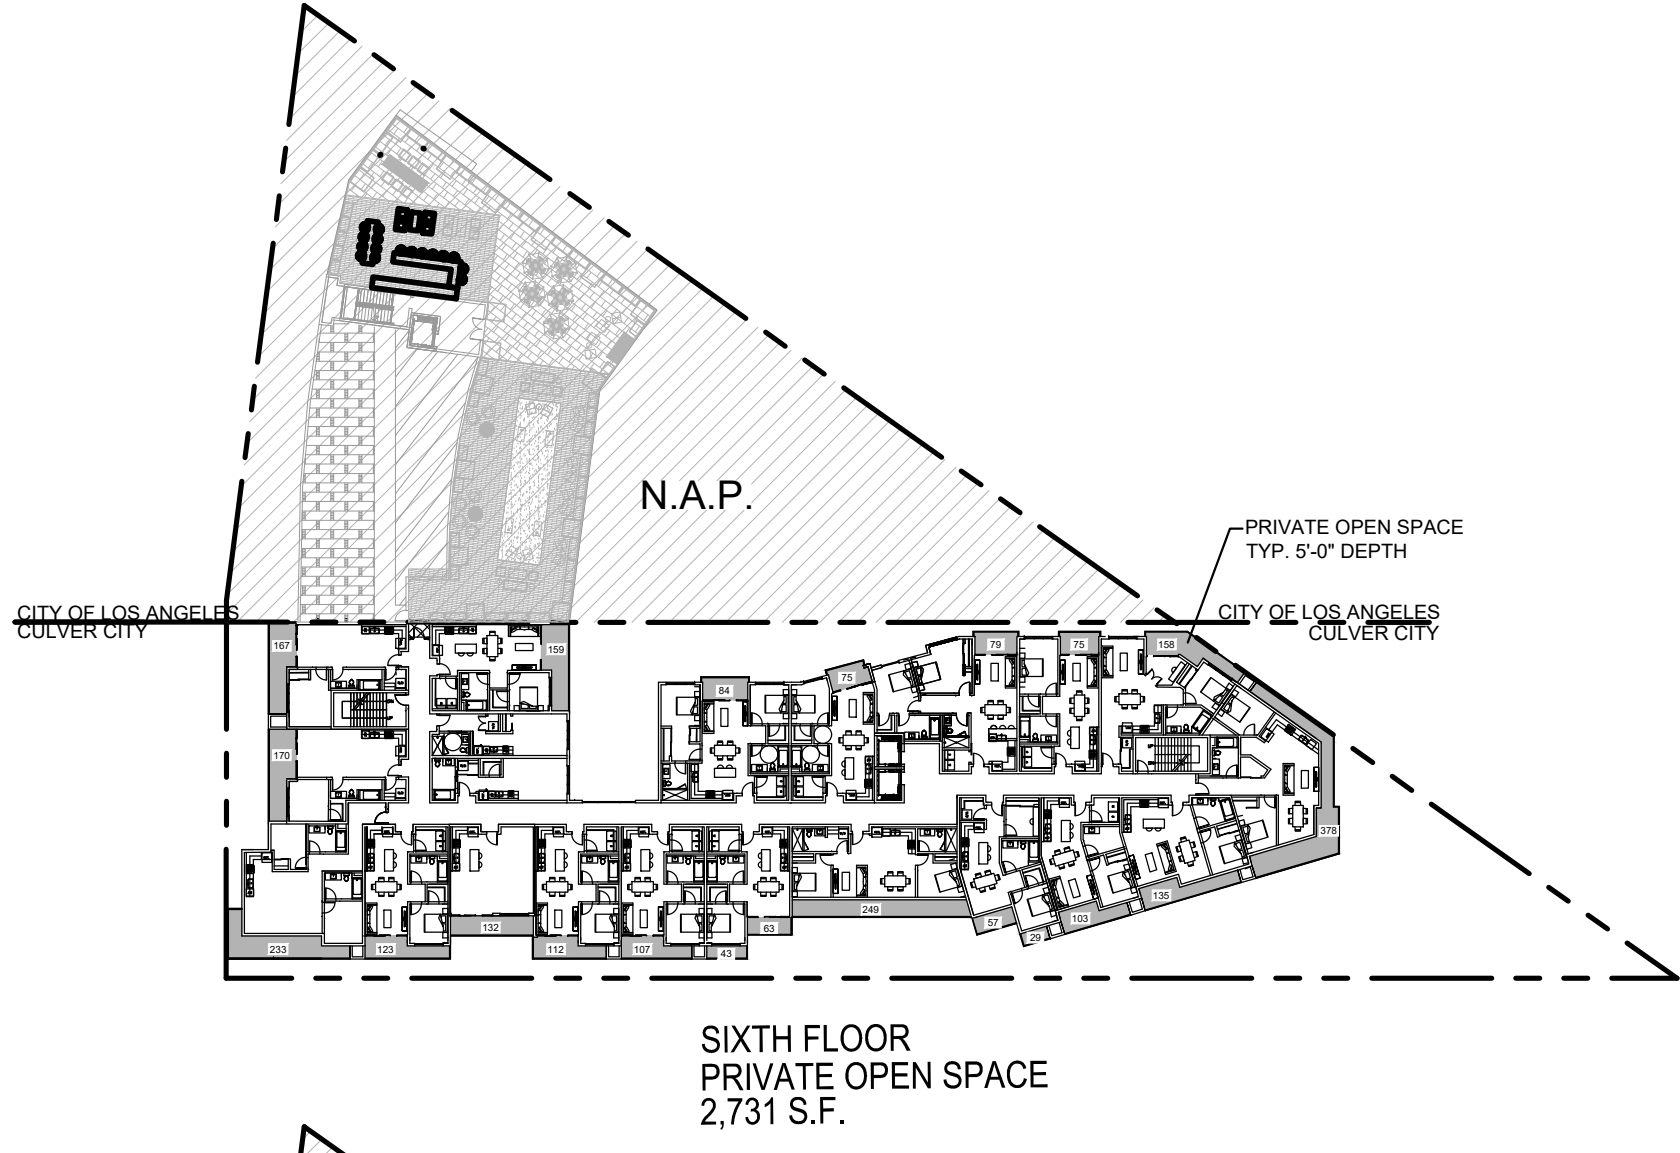 N.A.P.
PRIVATE OPEN SPACE
TYP. 5'-0" DEPTH
CITY OF LOS ANGELES
CULVER CITY
CITY OF LOS ANGELES
CULVER CITY
167
159
79
75
158
75
84
170
378
135
249
103
57
29
132
63
233
123
112
107
43
SIXTH FLOOR
PRIVATE OPEN SPACE
2,731 S.F.